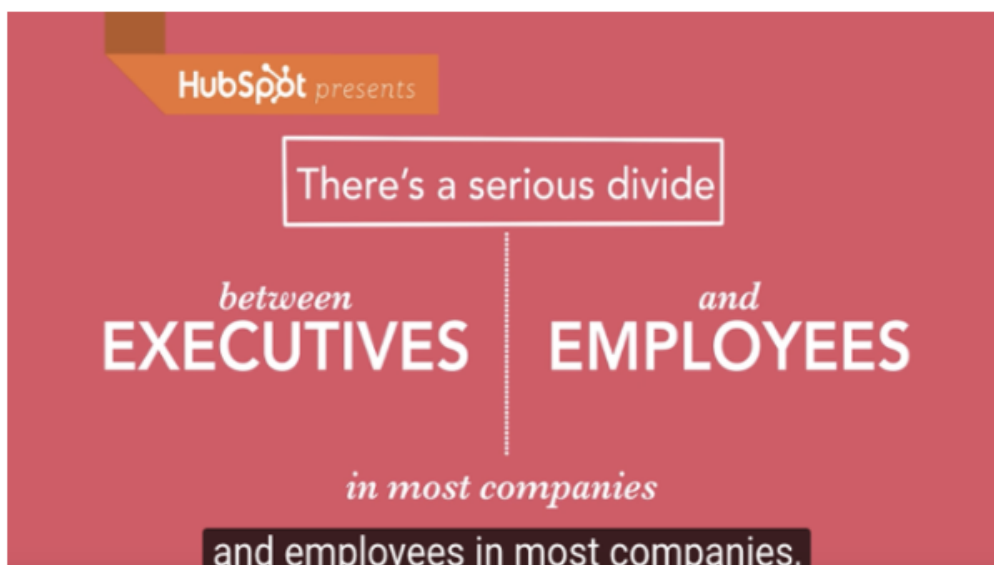 HubSpot presents
There's a serious divide
between
EXECUTIVES
and
EMPLOYEES
in most companies
and employees in most companies.